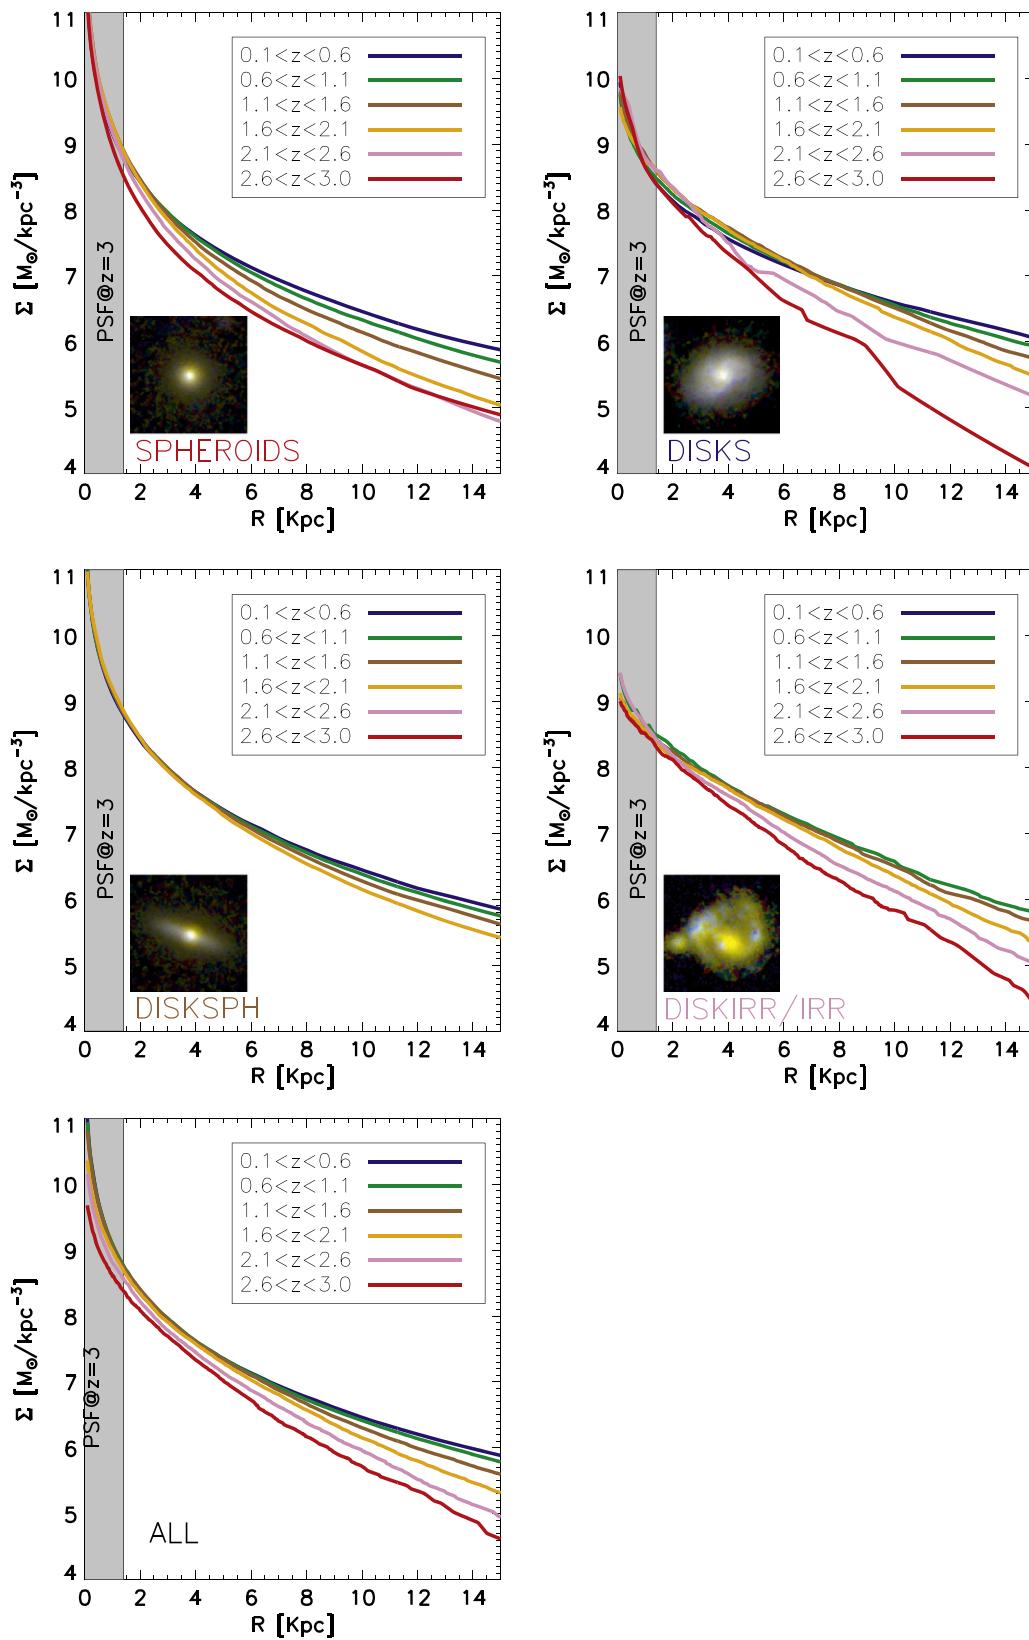 11
10
9
8
7
6
5
4
Σ [M⊙/kpc⁻³]
PSF@z=3
0.1<z<0.6
0.6<z<1.1
1.1<z<1.6
1.6<z<2.1
2.1<z<2.6
2.6<z<3.0
SPHEROIDS
0 2 4 6 8 10 12 14
R [Kpc]
11
10
9
8
7
6
5
4
Σ [M⊙/kpc⁻³]
PSF@z=3
0.1<z<0.6
0.6<z<1.1
1.1<z<1.6
1.6<z<2.1
2.1<z<2.6
2.6<z<3.0
DISKS
0 2 4 6 8 10 12 14
R [Kpc]
11
10
9
8
7
6
5
4
Σ [M⊙/kpc⁻³]
PSF@z=3
0.1<z<0.6
0.6<z<1.1
1.1<z<1.6
1.6<z<2.1
2.1<z<2.6
2.6<z<3.0
DISKSPH
0 2 4 6 8 10 12 14
R [Kpc]
11
10
9
8
7
6
5
4
Σ [M⊙/kpc⁻³]
PSF@z=3
0.1<z<0.6
0.6<z<1.1
1.1<z<1.6
1.6<z<2.1
2.1<z<2.6
2.6<z<3.0
DISKIRR/IRR
0 2 4 6 8 10 12 14
R [Kpc]
11
10
9
8
7
6
5
4
Σ [M⊙/kpc⁻³]
PSF@z=3
0.1<z<0.6
0.6<z<1.1
1.1<z<1.6
1.6<z<2.1
2.1<z<2.6
2.6<z<3.0
ALL
0 2 4 6 8 10 12 14
R [Kpc]